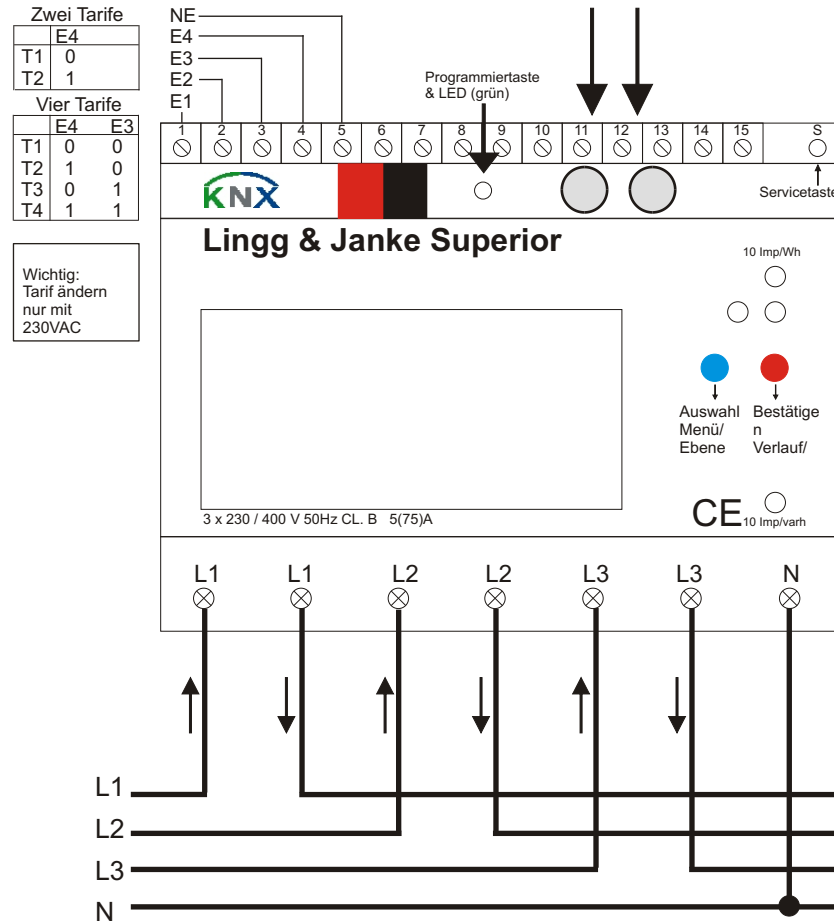 Zwei Tarife
E4
T1 0
T2 1
Vier Tarife
E4 E3
T1 0 0
T2 1 0
T3 0 1
T4 1 1
Wichtig:
Tarif ändern
nur mit
230VAC
NE
E4
E3
E2
E1
Programmiertaste
& LED (grün)
1 2 3 4 5 6 7 8 9 10 11 12 13 14 15 S
KNX
Servicetaste
Lingg & Janke Superior
10 Imp/Wh
Auswahl
Menü/
Ebene
Bestätige
n
Verlauf/
3 x 230 / 400 V 50Hz CL. B 5(75)A
CE
10 Imp/varh
L1 L1 L2 L2 L3 L3 N
L1
L2
L3
N